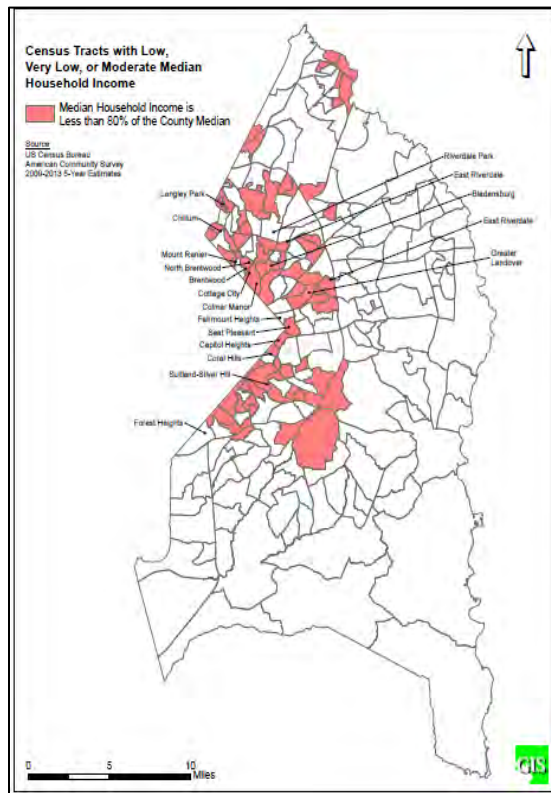 Census Tracts with Low,
Very Low, or Moderate Median
Household Income
Median Household Income is
Less than 80% of the County Median
Source
US Census Bureau
American Community Survey
2009-2013 5-Year Estimates
Riverdale Park
East Riverdale
Bladensburg
East Riverdale
Greater
Landover
Langley Park
Chillum
Mount Ranier
North Brentwood
Brentwood
Cottage City
Colmar Manor
Fairmount Heights
Seat Pleasant
Capitol Heights
Coral Hills
Suitland-Silver Hill
Forest Heights
0 5 10
Miles
GIS